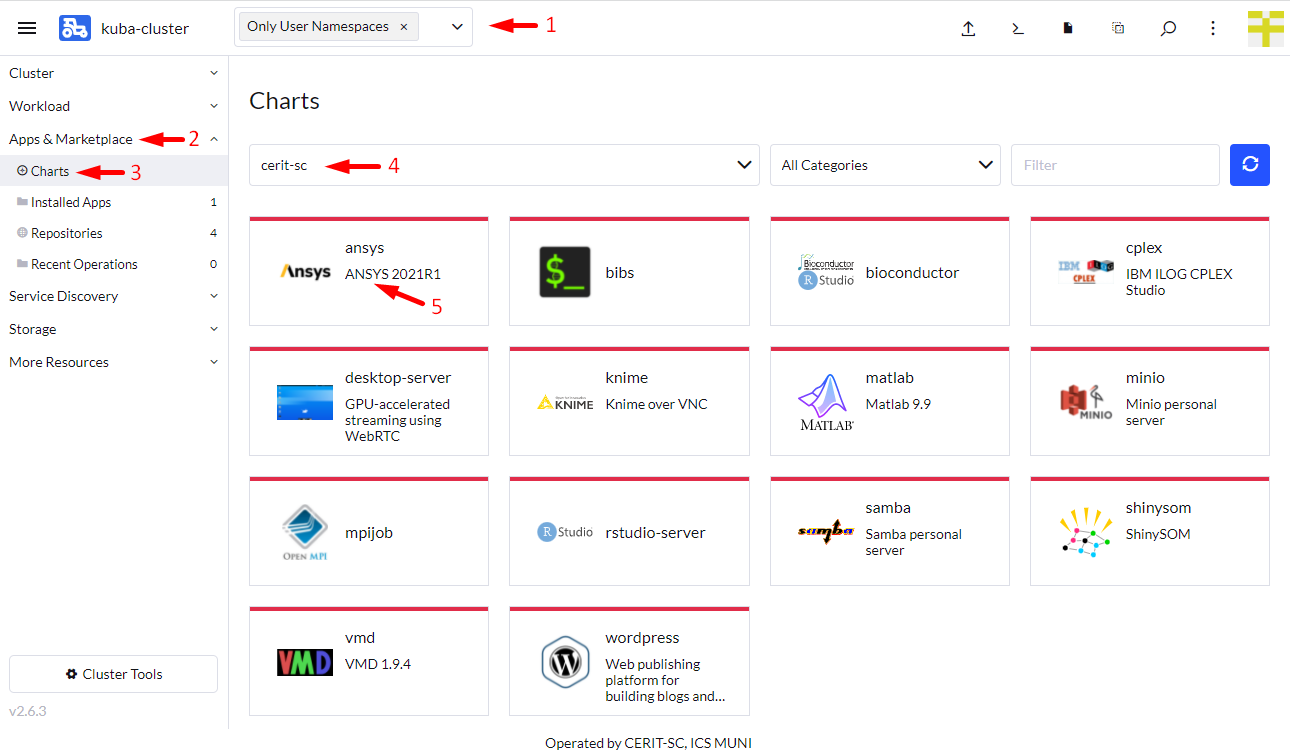 kuba-cluster
Only User Namespaces ×
1
Cluster
Workload
Apps & Marketplace
2
Charts
3
Installed Apps 1
Repositories 4
Recent Operations 0
Service Discovery
Storage
More Resources
Cluster Tools
v2.6.3
Charts
cerit-sc
4
All Categories
Filter
Ansys
ansys
ANSYS 2021R1
5
$_
bibs
Bioconductor
R Studio
bioconductor
IBM ILOG
CPLEX
cplex
IBM ILOG CPLEX
Studio
desktop-server
GPU-accelerated
streaming using
WebRTC
KNIME
knime
Knime over VNC
MATLAB
matlab
Matlab 9.9
MINIO
minio
Minio personal
server
OPEN MPI
mpijob
R Studio
rstudio-server
samba
samba
Samba personal
server
shinysom
ShinySOM
VMD
vmd
VMD 1.9.4
W
wordpress
Web publishing
platform for
building blogs and...
Operated by CERIT-SC, ICS MUNI